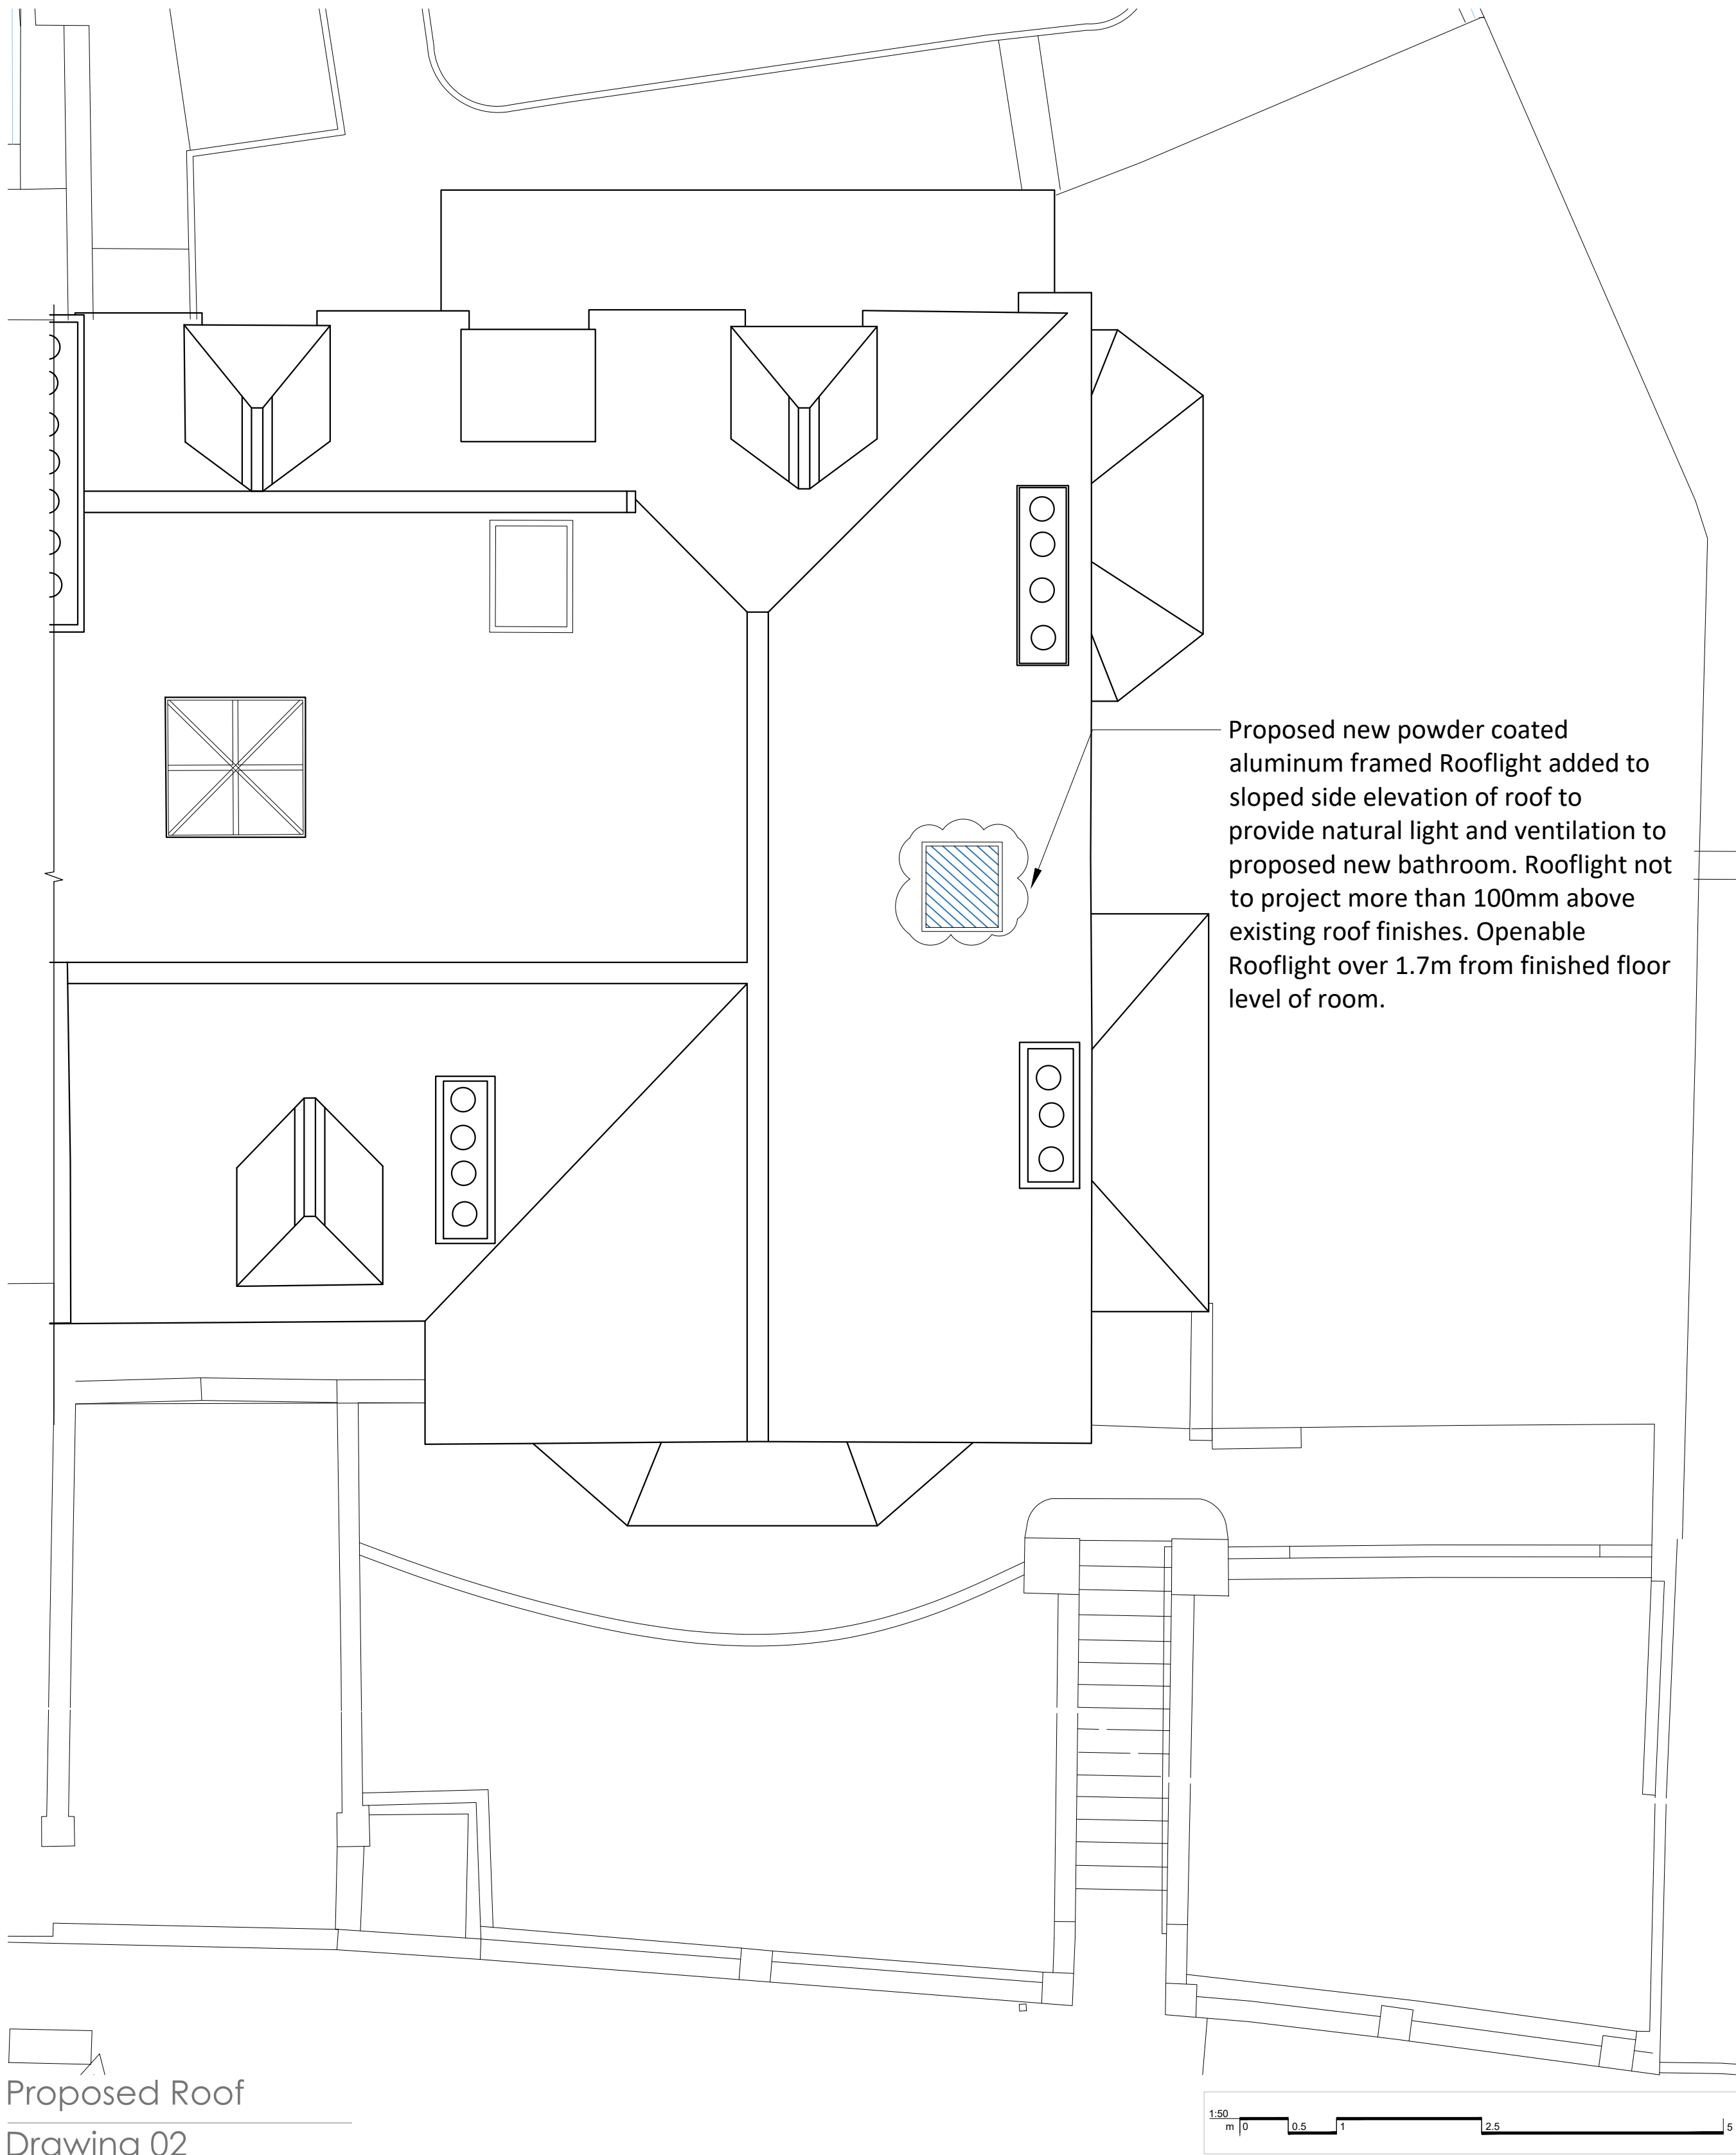 Proposed new powder coated
aluminum framed Rooflight added to
sloped side elevation of roof to
provide natural light and ventilation to
proposed new bathroom. Rooflight not
to project more than 100mm above
existing roof finishes. Openable
Rooflight over 1.7m from finished floor
level of room.
Proposed Roof
Drawing 02
1:50
m 0 0.5 1 2.5 5